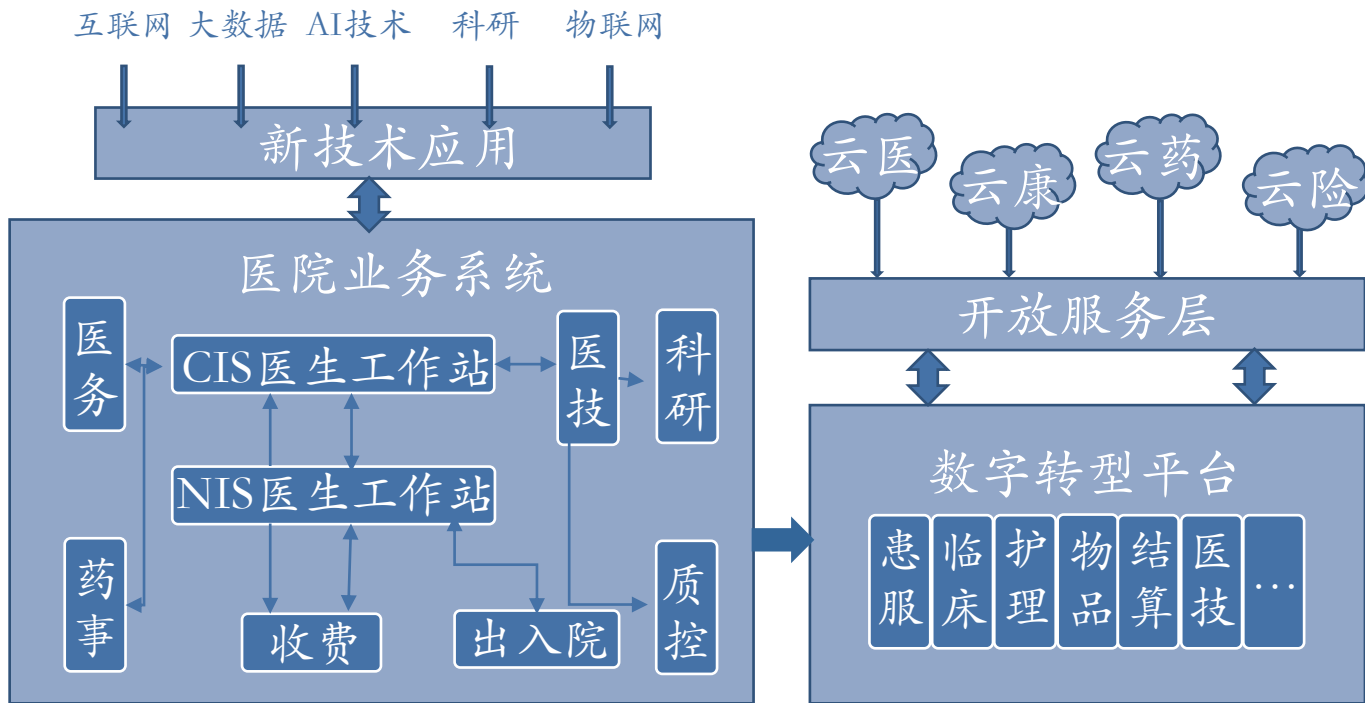 互联网 大数据 AI技术 科研 物联网
新技术应用
医院业务系统
医务
CIS医生工作站
医技
科研
NIS医生工作站
药事
收费
出入院
质控
云医
云康
云药
云险
开放服务层
数字转型平台
患服
临床
护理
物品
结算
医技
...